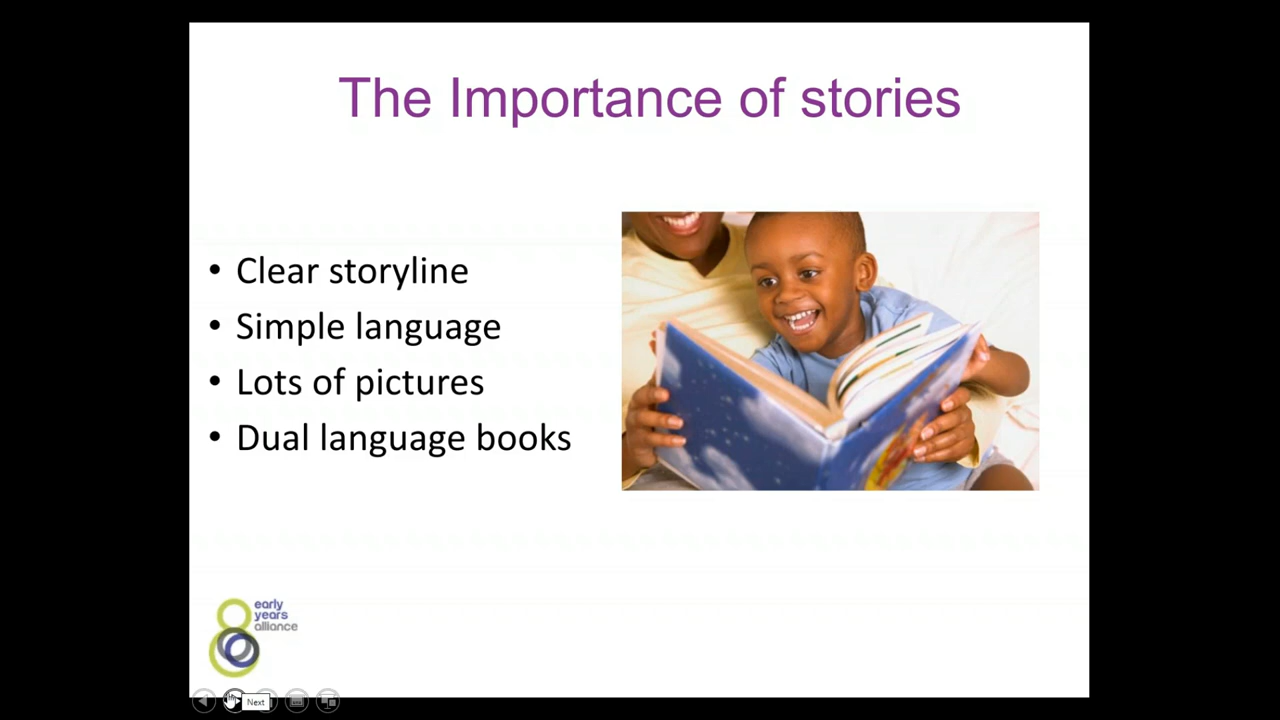 The Importance of stories
• Clear storyline
• Simple language
• Lots of pictures
• Dual language books
early
years
alliance
Next